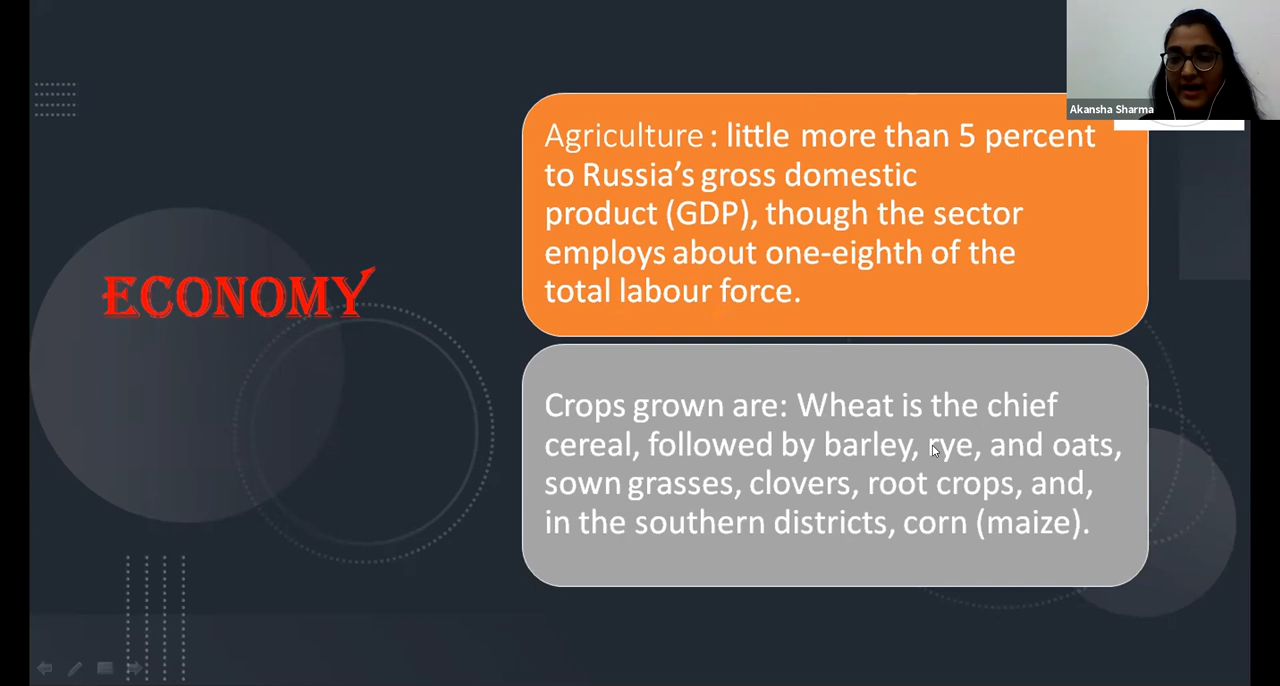 Akansha Sharma
ECONOMY
Agriculture : little more than 5 percent
to Russia’s gross domestic
product (GDP), though the sector
employs about one-eighth of the
total labour force.
Crops grown are: Wheat is the chief
cereal, followed by barley, rye, and oats,
sown grasses, clovers, root crops, and,
in the southern districts, corn (maize).